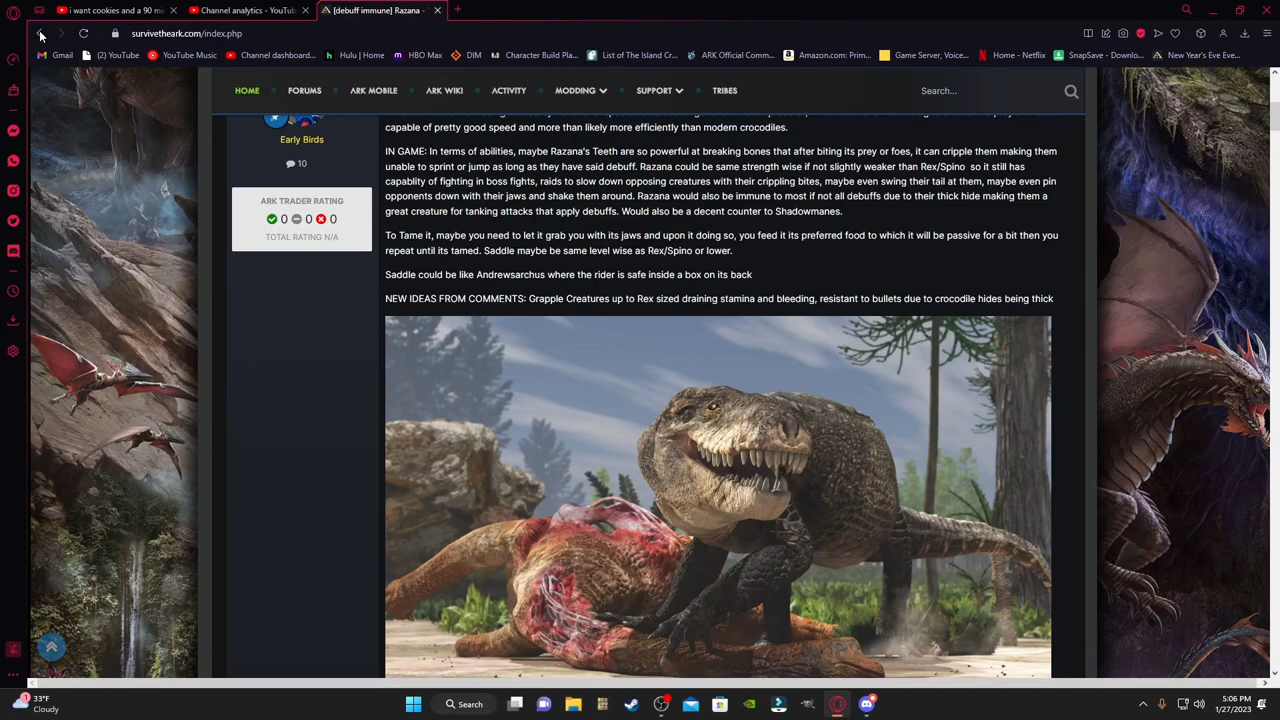 i want cookies and a 90 mi
Channel analytics - YouTub
[debuff immune] Razana -
survivetheark.com/index.php
Gmail
(2) YouTube
YouTube Music
Channel dashboard...
Hulu | Home
HBO Max
DIM
Character Build Pla...
List of The Island Cr...
ARK Official Comm...
Amazon.com: Prim...
Game Server, Voice...
Home - Netflix
SnapSave - Downlo...
New Year's Eve Eve...
HOME
FORUMS
ARK MOBILE
ARK WIKI
ACTIVITY
MODDING
SUPPORT
TRIBES
Search...
Early Birds
10
ARK TRADER RATING
0 0 0
TOTAL RATING N/A
capable of pretty good speed and more than likely more efficiently than modern crocodiles.
IN GAME: In terms of abilities, maybe Razana's Teeth are so powerful at breaking bones that after biting its prey or foes, it can cripple them making them
unable to sprint or jump as long as they have said debuff. Razana could be same strength wise if not slightly weaker than Rex/Spino so it still has
capablity of fighting in boss fights, raids to slow down opposing creatures with their crippling bites, maybe even swing their tail at them, maybe even pin
opponents down with their jaws and shake them around. Razana would also be immune to most if not all debuffs due to their thick hide making them a
great creature for tanking attacks that apply debuffs. Would also be a decent counter to Shadowmanes.
To Tame it, maybe you need to let it grab you with its jaws and upon it doing so, you feed it its preferred food to which it will be passive for a bit then you
repeat until its tamed. Saddle maybe be same level wise as Rex/Spino or lower.
Saddle could be like Andrewsarchus where the rider is safe inside a box on its back
NEW IDEAS FROM COMMENTS: Grapple Creatures up to Rex sized draining stamina and bleeding, resistant to bullets due to crocodile hides being thick
1
33°F
Cloudy
Search
5:06 PM
1/27/2023